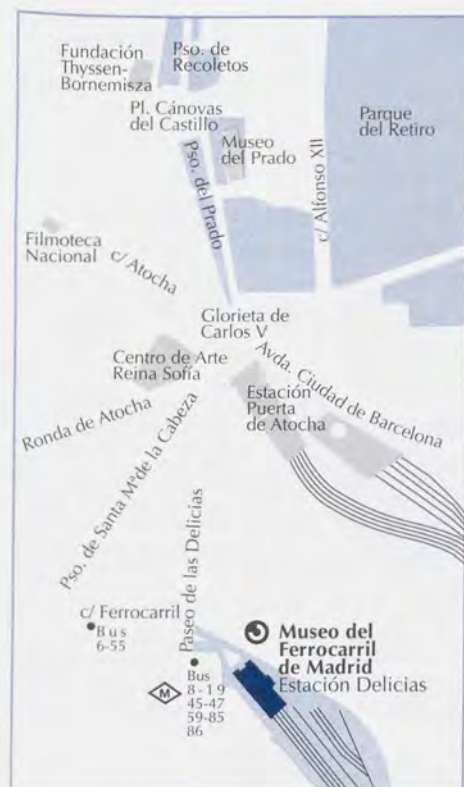 Fundación
Thyssen-
Bornemisza
Pso. de
Recoletos
Pl. Cánovas
del Castillo
Museo
del Prado
Parque
del Retiro
Pso. del Prado
c/ Alfonso XII
Filmoteca
Nacional
c/ Atocha
Glorieta de
Carlos V
Centro de Arte
Reina Sofía
Avda. Ciudad de Barcelona
Estación
Puerta
de Atocha
Ronda de Atocha
Pso. de Santa Mª de la Cabeza
Paseo de las Delicias
c/ Ferrocarril
Bus
6-55
M
Bus
8-19
45-47
59-85
86
Museo del
Ferrocarril
de Madrid
Estación Delicias